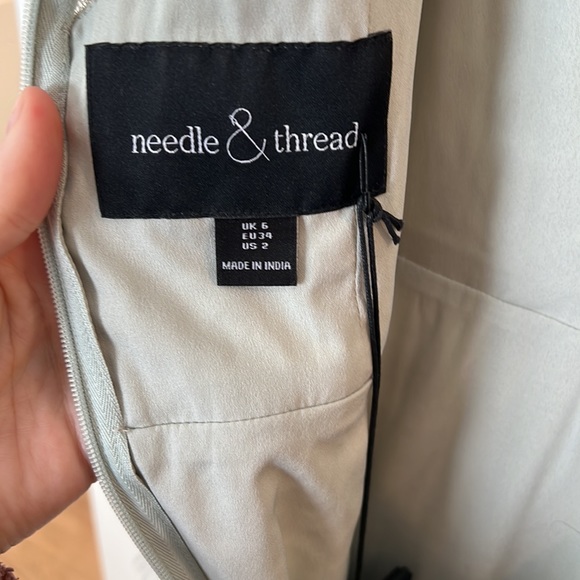 needle & thread
UK 6
EU 34
US 2
MADE IN INDIA